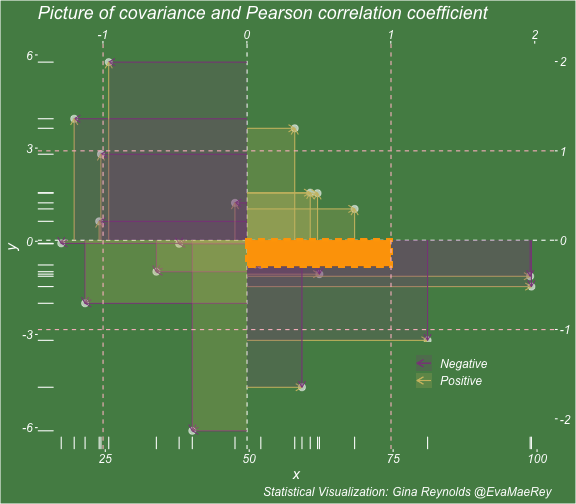 Picture of covariance and Pearson correlation coefficient
-1 0 1 2
6
3
0
-3
-6
y
2
1
0
-1
-2
Negative
Positive
25 50 75 100
x
Statistical Visualization: Gina Reynolds @EvaMaeRey